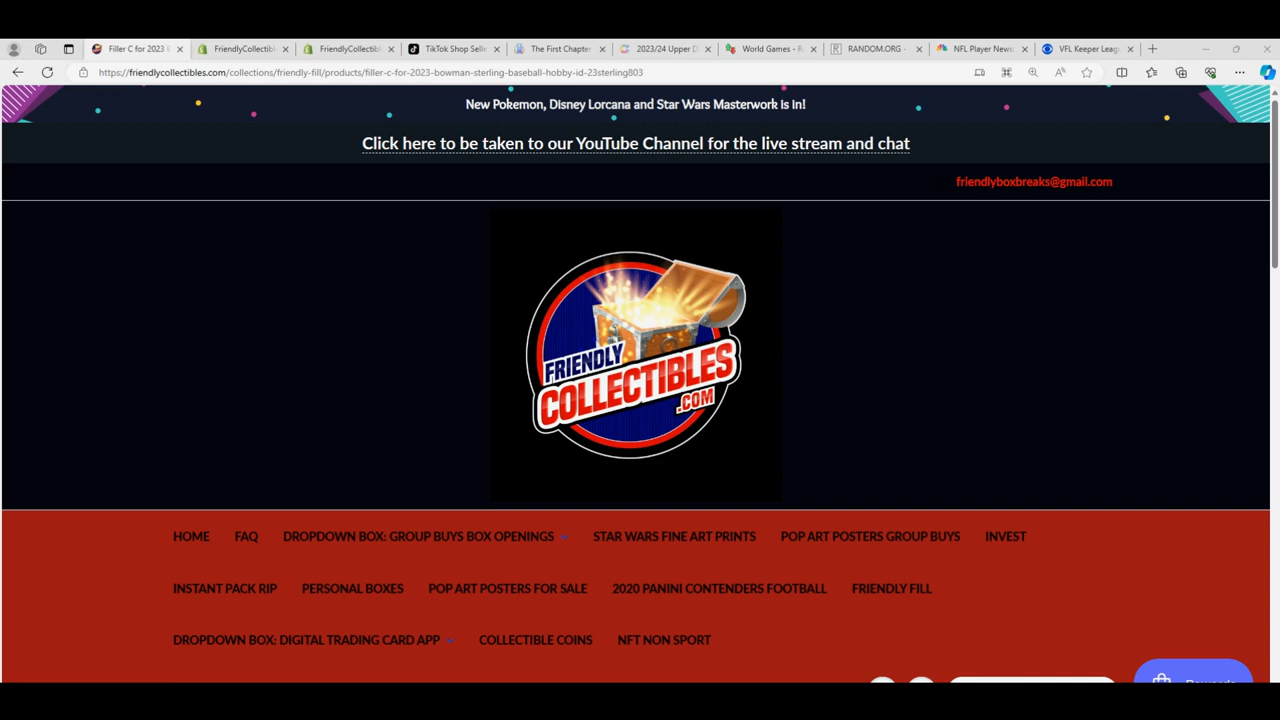 Filler C for 2023 B
FriendlyCollectibl
FriendlyCollectibl
TikTok Shop Selle
The First Chapter
2023/24 Upper D
World Games - R
RANDOM.ORG -
NFL Player News:
VFL Keeper Leag
https://friendlycollectibles.com/collections/friendly-fill/products/filler-c-for-2023-bowman-sterling-baseball-hobby-id-23sterling803
New Pokemon, Disney Lorcana and Star Wars Masterwork is in!
Click here to be taken to our YouTube Channel for the live stream and chat
friendlyboxbreaks@gmail.com
FRIENDLY
COLLECTIBLES
.COM
HOME FAQ DROPDOWN BOX: GROUP BUYS BOX OPENINGS STAR WARS FINE ART PRINTS POP ART POSTERS GROUP BUYS INVEST
INSTANT PACK RIP PERSONAL BOXES POP ART POSTERS FOR SALE 2020 PANINI CONTENDERS FOOTBALL FRIENDLY FILL
DROPDOWN BOX: DIGITAL TRADING CARD APP COLLECTIBLE COINS NFT NON SPORT